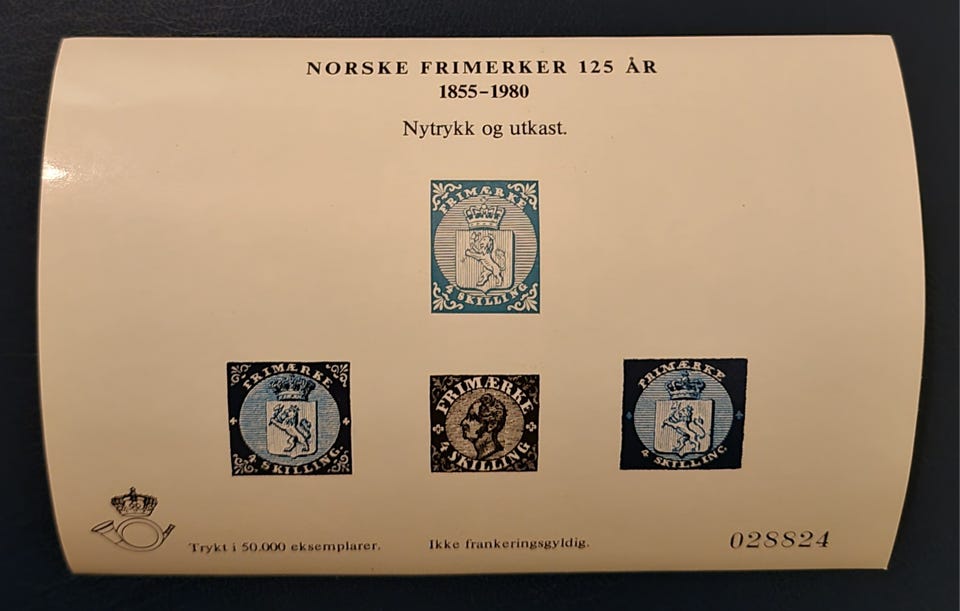 NORSKE FRIMERKER 125 ÅR
1855-1980
Nytrykk og utkast.
FRIMÆRKE
4 SKILLING
FRIMÆRKE
4 SKILLING.
FRIMÆRKE
4 SKILLING
FRIMÆRKE
4 SKILLING
Trykt i 50.000 eksemplarer.
Ikke frankeringsgyldig.
028824